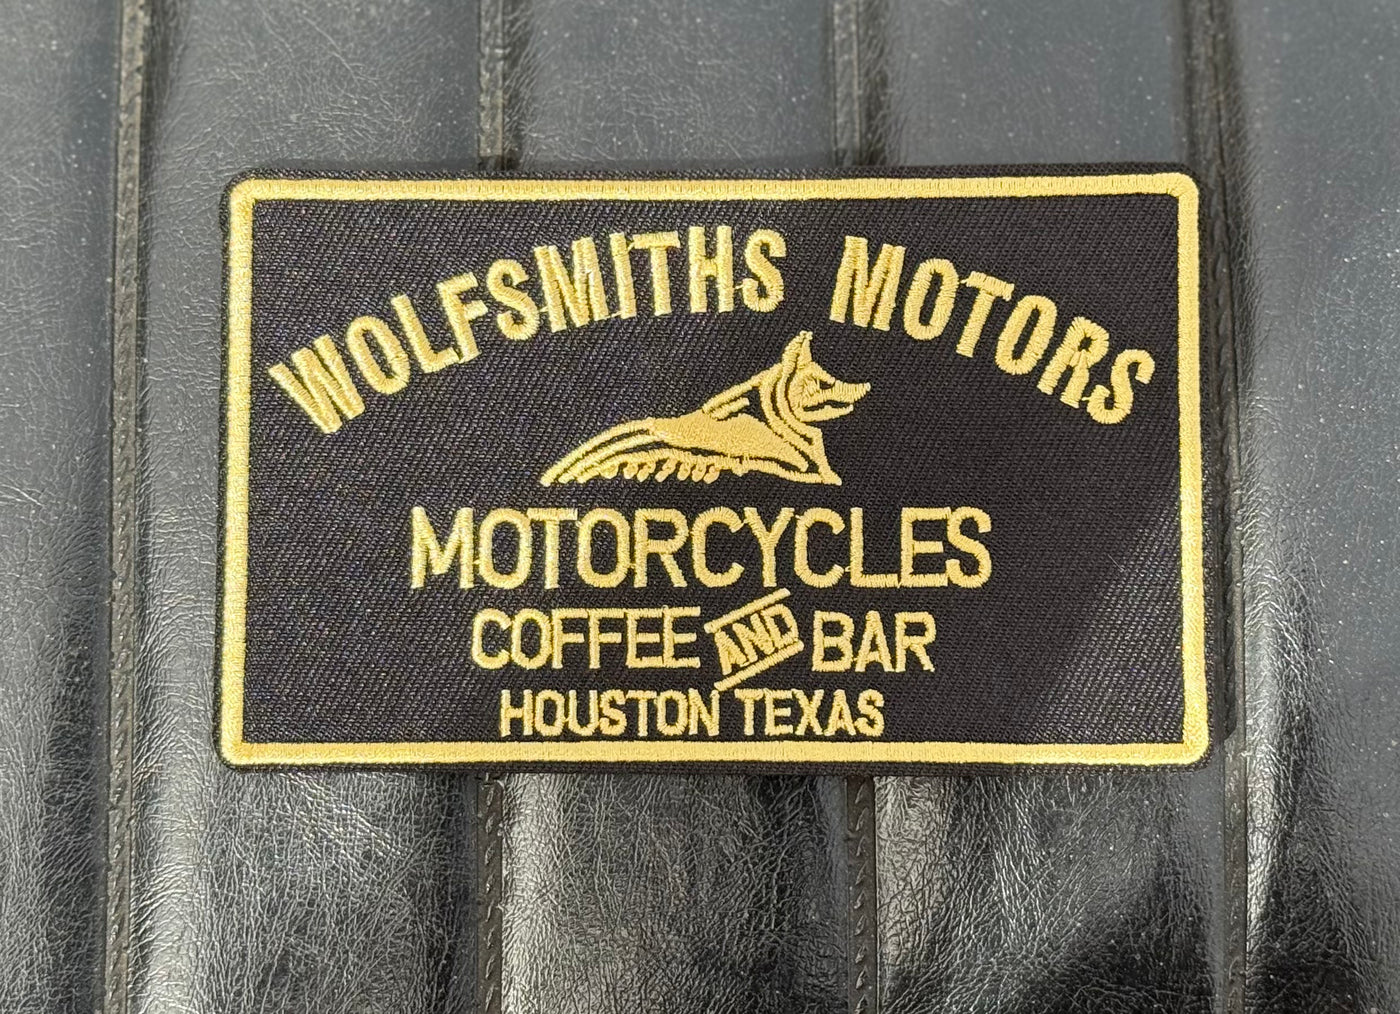 WOLFSMITHS MOTORS
MOTORCYCLES
COFFEE AND BAR
HOUSTON TEXAS